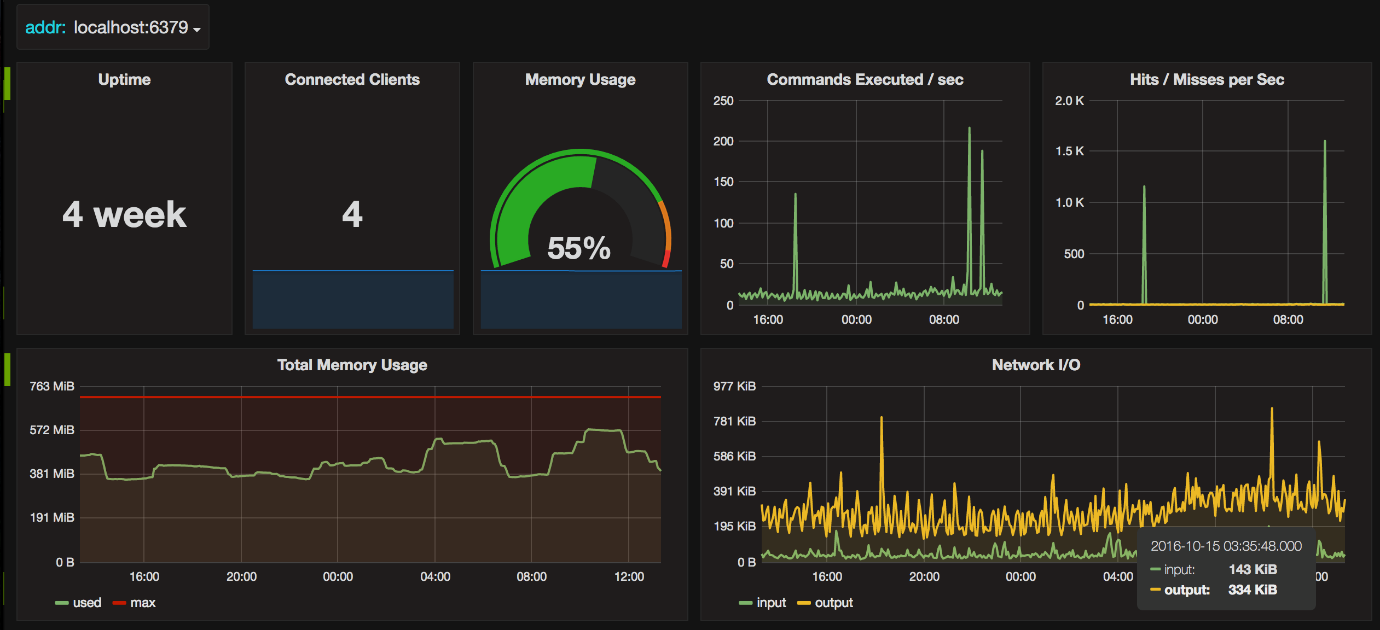 addr: localhost:6379
Uptime
4 week
Connected Clients
4
Memory Usage
55%
Commands Executed / sec
250
200
150
100
50
0
16:00 00:00 08:00
Hits / Misses per Sec
2.0 K
1.5 K
1.0 K
500
0
16:00 00:00 08:00
Total Memory Usage
763 MiB
572 MiB
381 MiB
191 MiB
0 B
16:00 20:00 00:00 04:00 08:00 12:00
used max
Network I/O
977 KiB
781 KiB
586 KiB
391 KiB
195 KiB
0 B
16:00 20:00 00:00 04:00
input output
2016-10-15 03:35:48.000
input: 143 KiB
output: 334 KiB